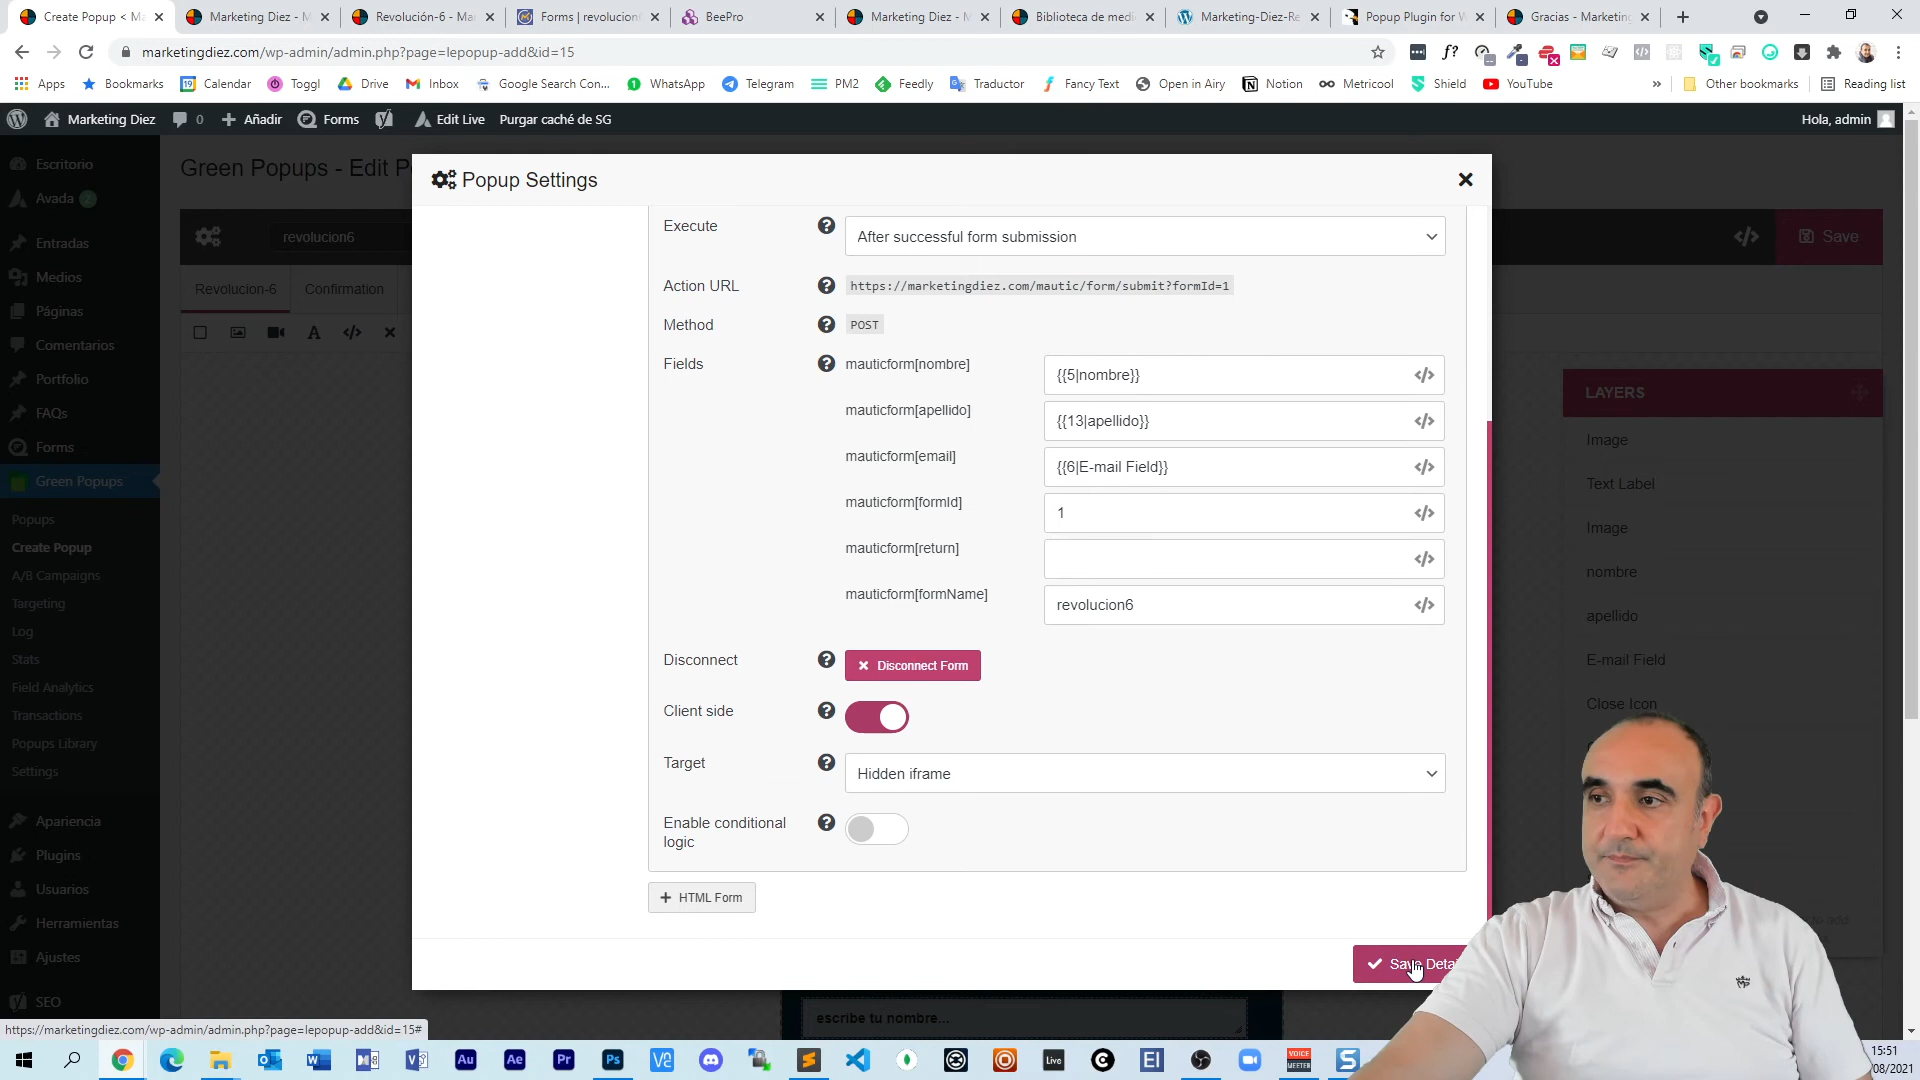 Create Popup < Ma
Marketing Diez - M
Revolución-6 - Ma
Forms | revolucion
BeePro
Marketing Diez - M
Biblioteca de medi
Marketing-Diez-Re
Popup Plugin for W
Gracias - Marketing
marketingdiez.com/wp-admin/admin.php?page=lepopup-add&id=15
Apps
Bookmarks
Calendar
Toggl
Drive
Inbox
Google Search Con...
WhatsApp
Telegram
PM2
Feedly
Traductor
Fancy Text
Open in Airy
Notion
Metricool
Shield
YouTube
»
Other bookmarks
Reading list
Marketing Diez
0
Añadir
Forms
Edit Live
Purgar caché de SG
Hola, admin
Escritorio
Avada 2
Entradas
Medios
Páginas
Comentarios
Portfolio
FAQs
Forms
Green Popups
Popups
Create Popup
A/B Campaigns
Targeting
Log
Stats
Field Analytics
Transactions
Popups Library
Settings
Apariencia
Plugins
Usuarios
Herramientas
Ajustes
SEO
Green Popups - Edit P
revolucion6
Save
Revolucion-6
Confirmation
Popup Settings
Execute
After successful form submission
Action URL
https://marketingdiez.com/mautic/form/submit?formId=1
Method
POST
Fields
mauticform[nombre]
{{5|nombre}}
mauticform[apellido]
{{13|apellido}}
mauticform[email]
{{6|E-mail Field}}
mauticform[formId]
1
mauticform[return]
mauticform[formName]
revolucion6
Disconnect
Disconnect Form
Client side
Target
Hidden iframe
Enable conditional
logic
HTML Form
Save Detai
LAYERS
Image
Text Label
Image
nombre
apellido
E-mail Field
Close Icon
escribe tu nombre...
https://marketingdiez.com/wp-admin/admin.php?page=lepopup-add&id=15#
15:51
08/2021